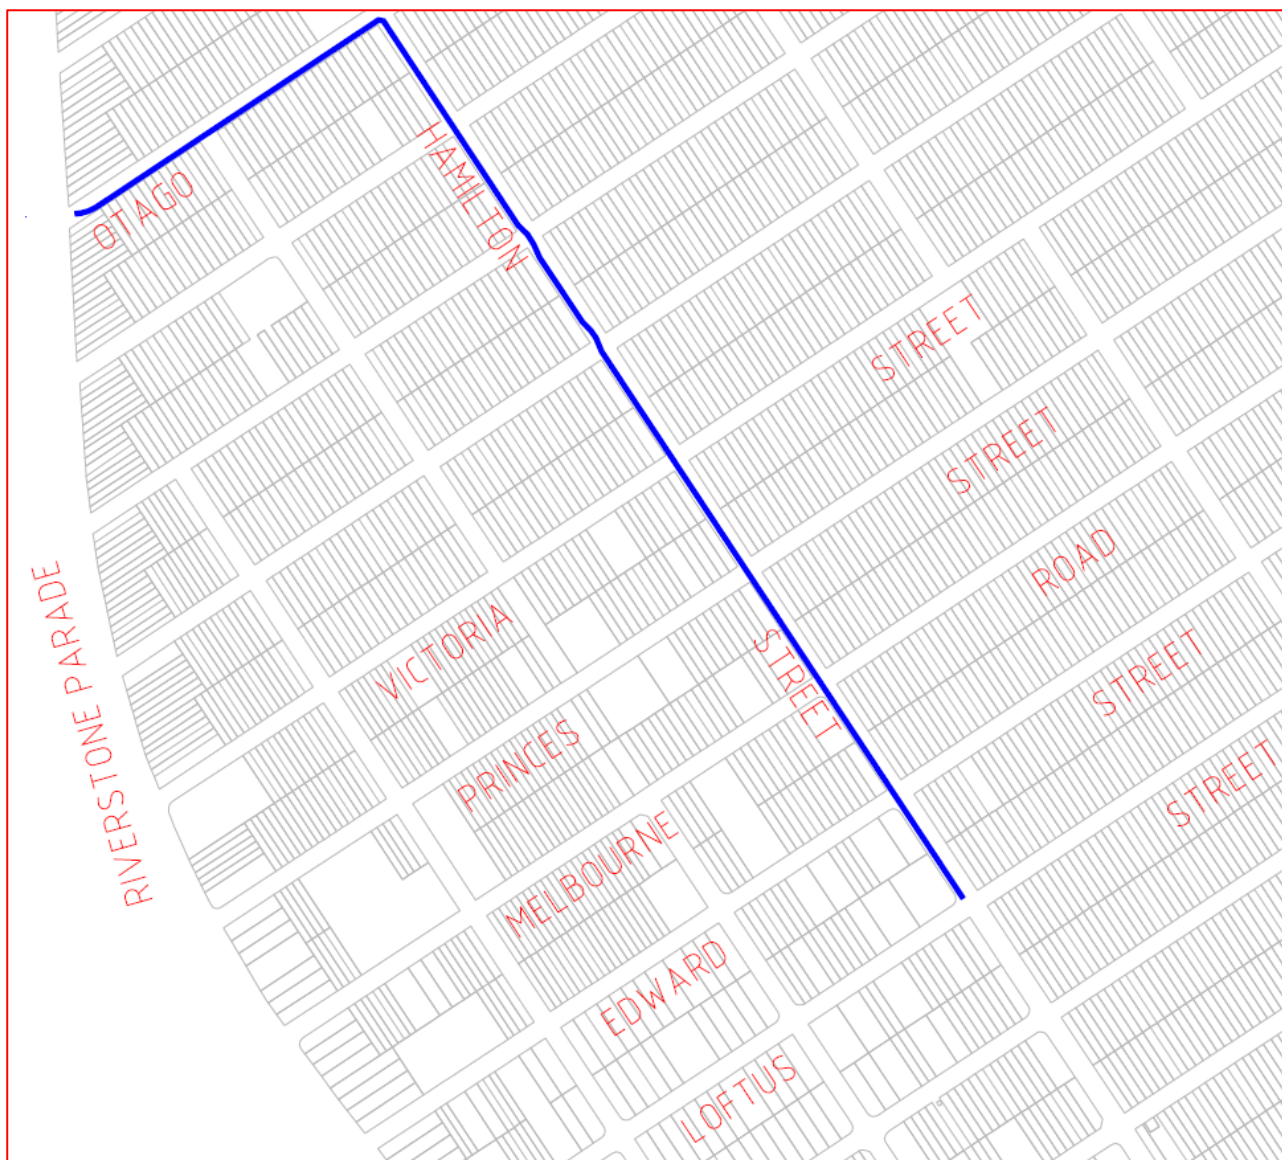 OTAGO
HAMILTON
STREET
STREET
STREET
ROAD
STREET
STREET
VICTORIA
PRINCES
MELBOURNE
EDWARD
LOFTUS
RIVERSTONE PARADE